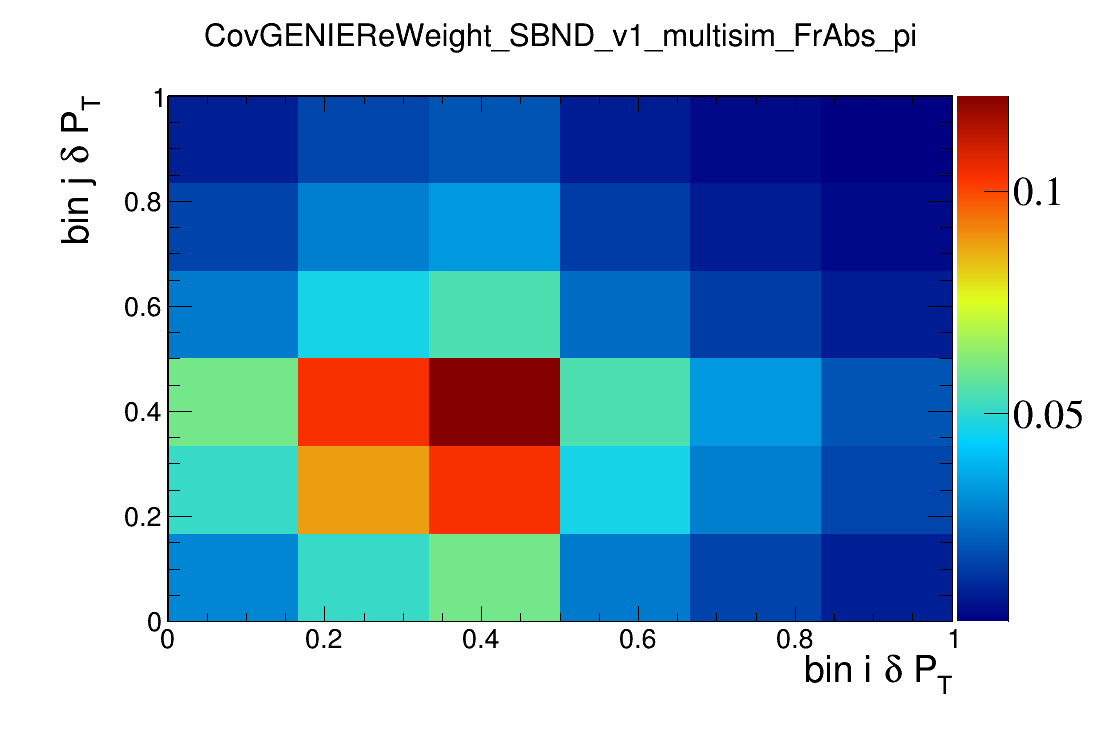 CovGENIEReWeight_SBND_v1_multisim_FrAbs_pi
bin j δ P_T
1
0.8
0.6
0.4
0.2
0
0 0.2 0.4 0.6 0.8 1
bin i δ P_T
0.1
0.05